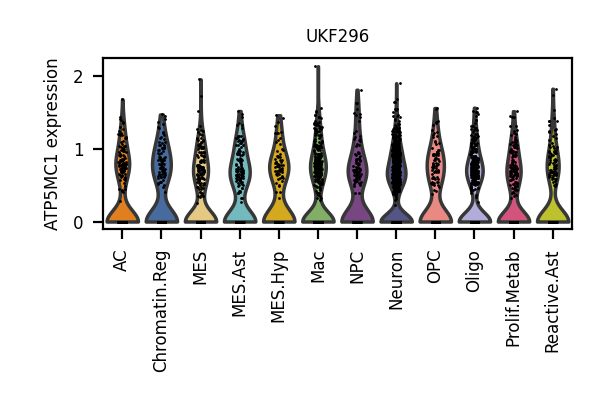 UKF296
ATP5MC1 expression
2
1
0
AC
Chromatin.Reg
MES
MES.Ast
MES.Hyp
Mac
NPC
Neuron
OPC
Oligo
Prolif.Metab
Reactive.Ast